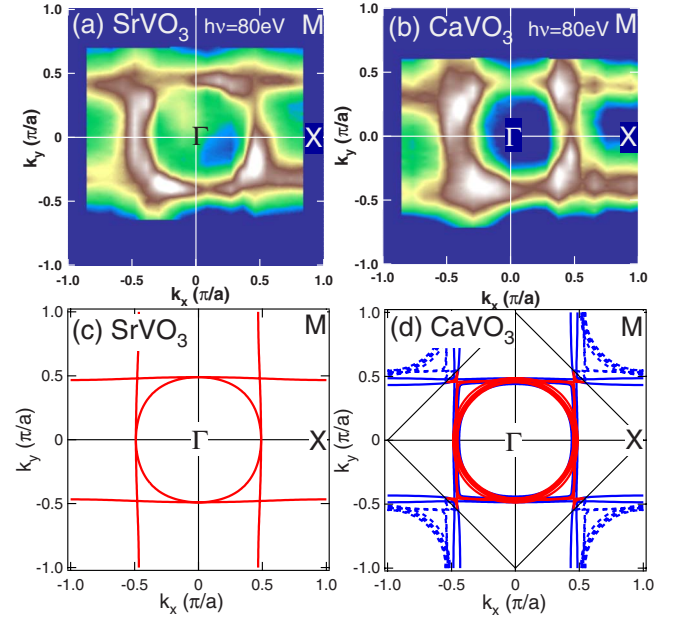 (a) SrVO3 hν=80eV M
1.0
0.5
0
-0.5
-1.0
ky (π/a)
Γ
X
-1.0 -0.5 0.0 0.5 1.0
kx (π/a)
(b) CaVO3 hν=80eV M
1.0
0.5
0.0
-0.5
-1.0
ky (π/a)
Γ
X
-1.0 -0.5 0.0 0.5 1.0
kx (π/a)
(c) SrVO3 M
1.0
0.5
0
-0.5
-1.0
ky (π/a)
Γ
X
-1.0 -0.5 0 0.5 1.0
kx (π/a)
(d) CaVO3 M
1.0
0.5
0
-0.5
-1.0
ky (π/a)
Γ
X
-1.0 -0.5 0.0 0.5 1.0
kx (π/a)